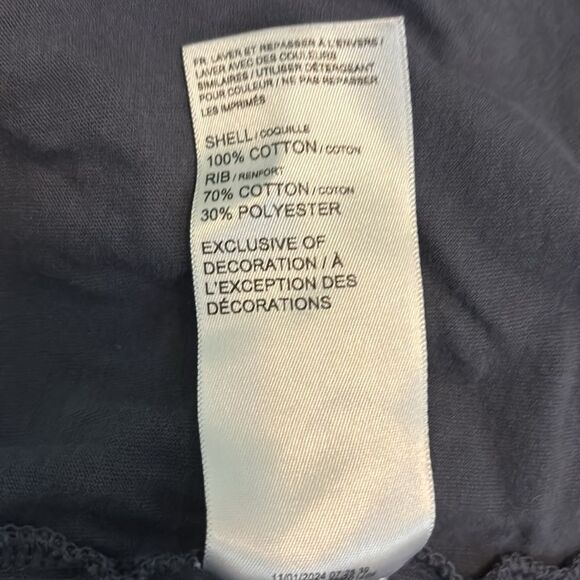 FR. LAVER ET REPASSER À L'ENVERS /
LAVER AVEC DES COULEURS
SIMILAIRES / UTILISER DÉTERGEANT
POUR COULEUR / NE PAS REPASSER
LES IMPRIMÉS
SHELL / COQUILLE
100% COTTON / COTON
RIB / RENFORT
70% COTTON / COTON
30% POLYESTER
EXCLUSIVE OF
DECORATION / À
L'EXCEPTION DES
DÉCORATIONS
11/01/2024